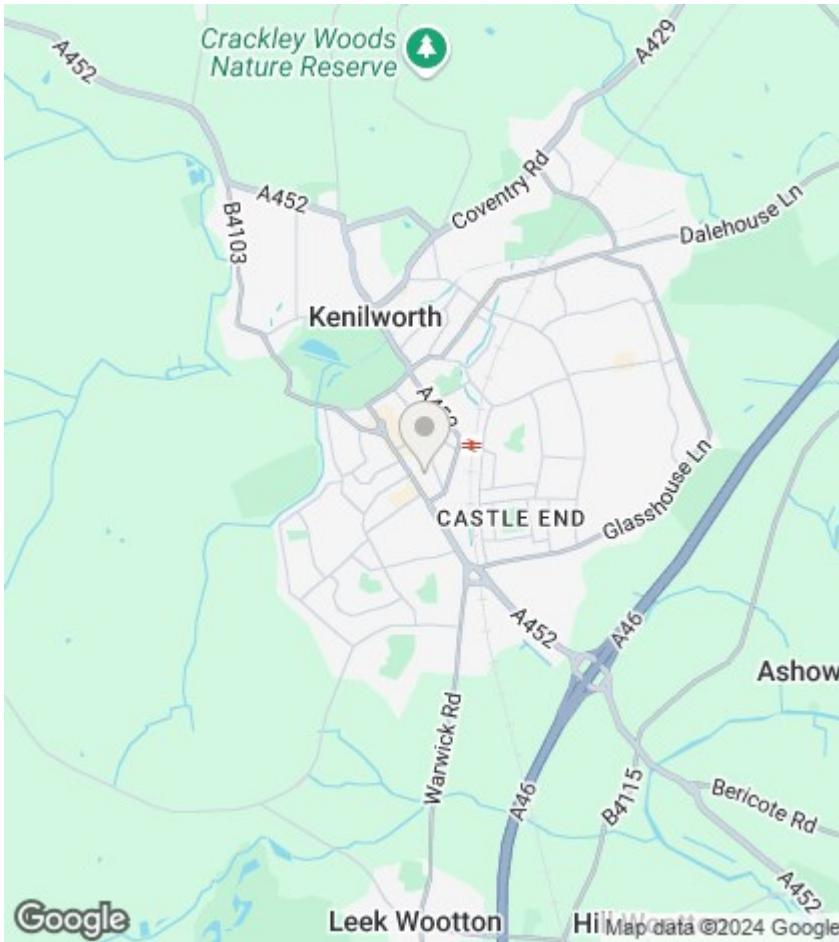 Crackley Woods
Nature Reserve
A429
A452
A452
B4103
Coventry Rd
Dalehouse Ln
Kenilworth
CASTLE END
Glasshouse Ln
A452
A46
Ashow
Warwick Rd
A46
B4115
Bericote Rd
A452
Leek Wootton
Google
Map data ©2024 Google